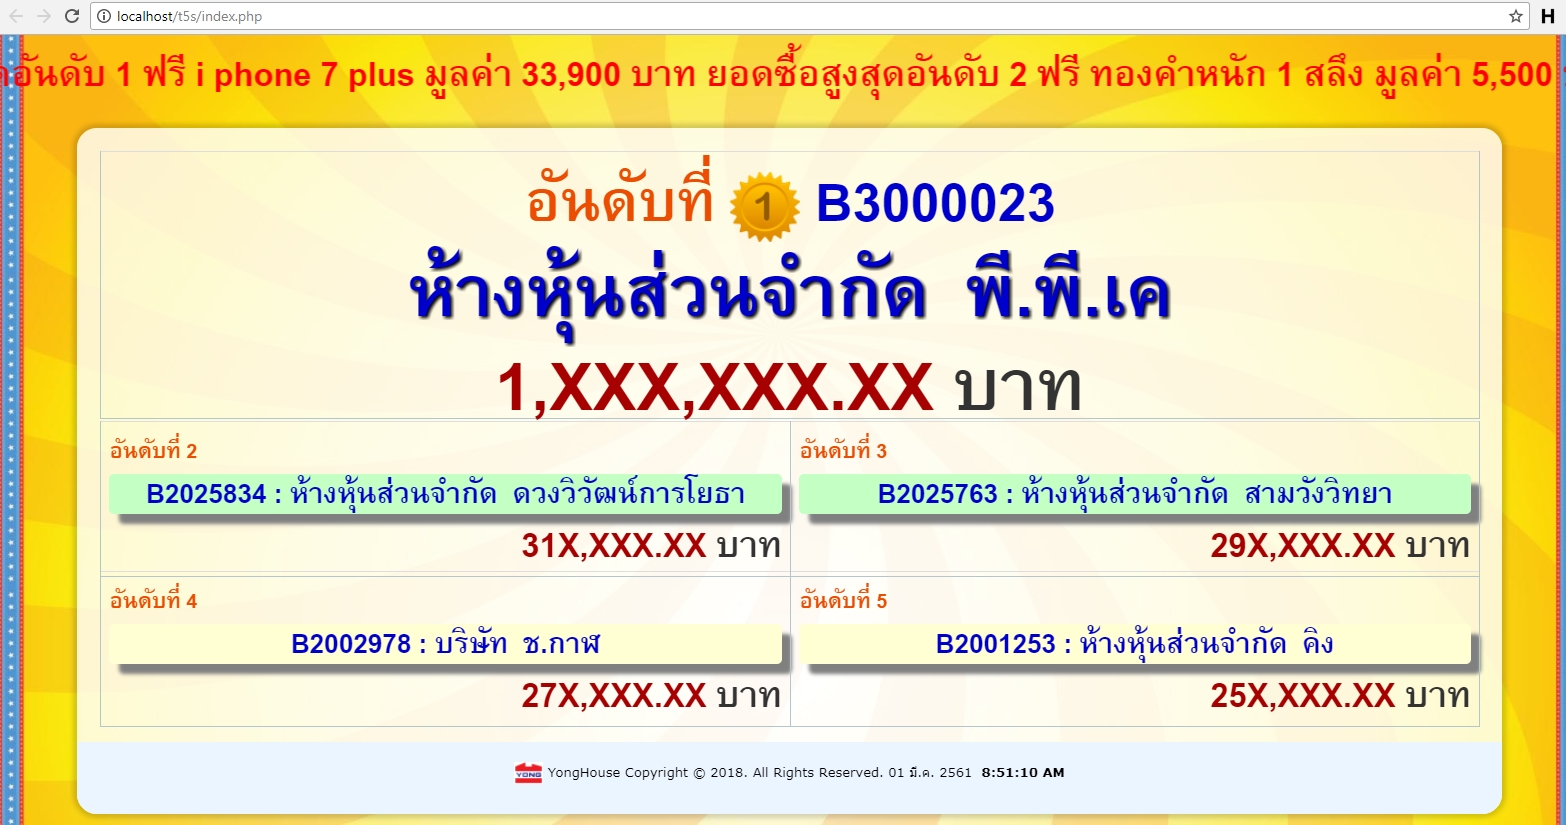 localhost/t5s/index.php
H
อันดับ 1 ฟรี i phone 7 plus มูลค่า 33,900 บาท ยอดซื้อสูงสุดอันดับ 2 ฟรี ทองคำหนัก 1 สลึง มูลค่า 5,500
อันดับที่ 1 B3000023
ห้างหุ้นส่วนจำกัด พี.พี.เค
1,XXX,XXX.XX บาท
อันดับที่ 2
B2025834 : ห้างหุ้นส่วนจำกัด ดวงวิวัฒน์การโยธา
31X,XXX.XX บาท
อันดับที่ 3
B2025763 : ห้างหุ้นส่วนจำกัด สามวังวิทยา
29X,XXX.XX บาท
อันดับที่ 4
B2002978 : บริษัท ช.กาฬ
27X,XXX.XX บาท
อันดับที่ 5
B2001253 : ห้างหุ้นส่วนจำกัด คิง
25X,XXX.XX บาท
YONG YongHouse Copyright © 2018. All Rights Reserved. 01 มี.ค. 2561 8:51:10 AM